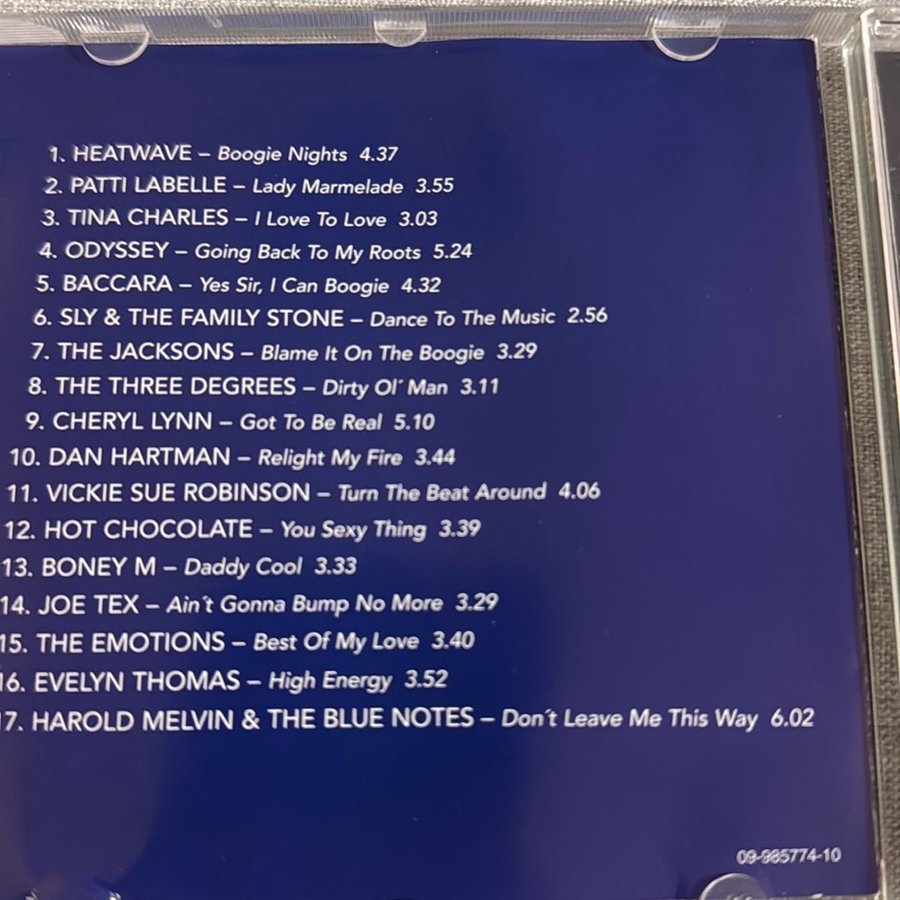 1. HEATWAVE – Boogie Nights 4.37
2. PATTI LABELLE – Lady Marmelade 3.55
3. TINA CHARLES – I Love To Love 3.03
4. ODYSSEY – Going Back To My Roots 5.24
5. BACCARA – Yes Sir, I Can Boogie 4.32
6. SLY & THE FAMILY STONE – Dance To The Music 2.56
7. THE JACKSONS – Blame It On The Boogie 3.29
8. THE THREE DEGREES – Dirty Ol´ Man 3.11
9. CHERYL LYNN – Got To Be Real 5.10
10. DAN HARTMAN – Relight My Fire 3.44
11. VICKIE SUE ROBINSON – Turn The Beat Around 4.06
12. HOT CHOCOLATE – You Sexy Thing 3.39
13. BONEY M – Daddy Cool 3.33
14. JOE TEX – Ain´t Gonna Bump No More 3.29
15. THE EMOTIONS – Best Of My Love 3.40
16. EVELYN THOMAS – High Energy 3.52
17. HAROLD MELVIN & THE BLUE NOTES – Don´t Leave Me This Way 6.02
09-985774-10